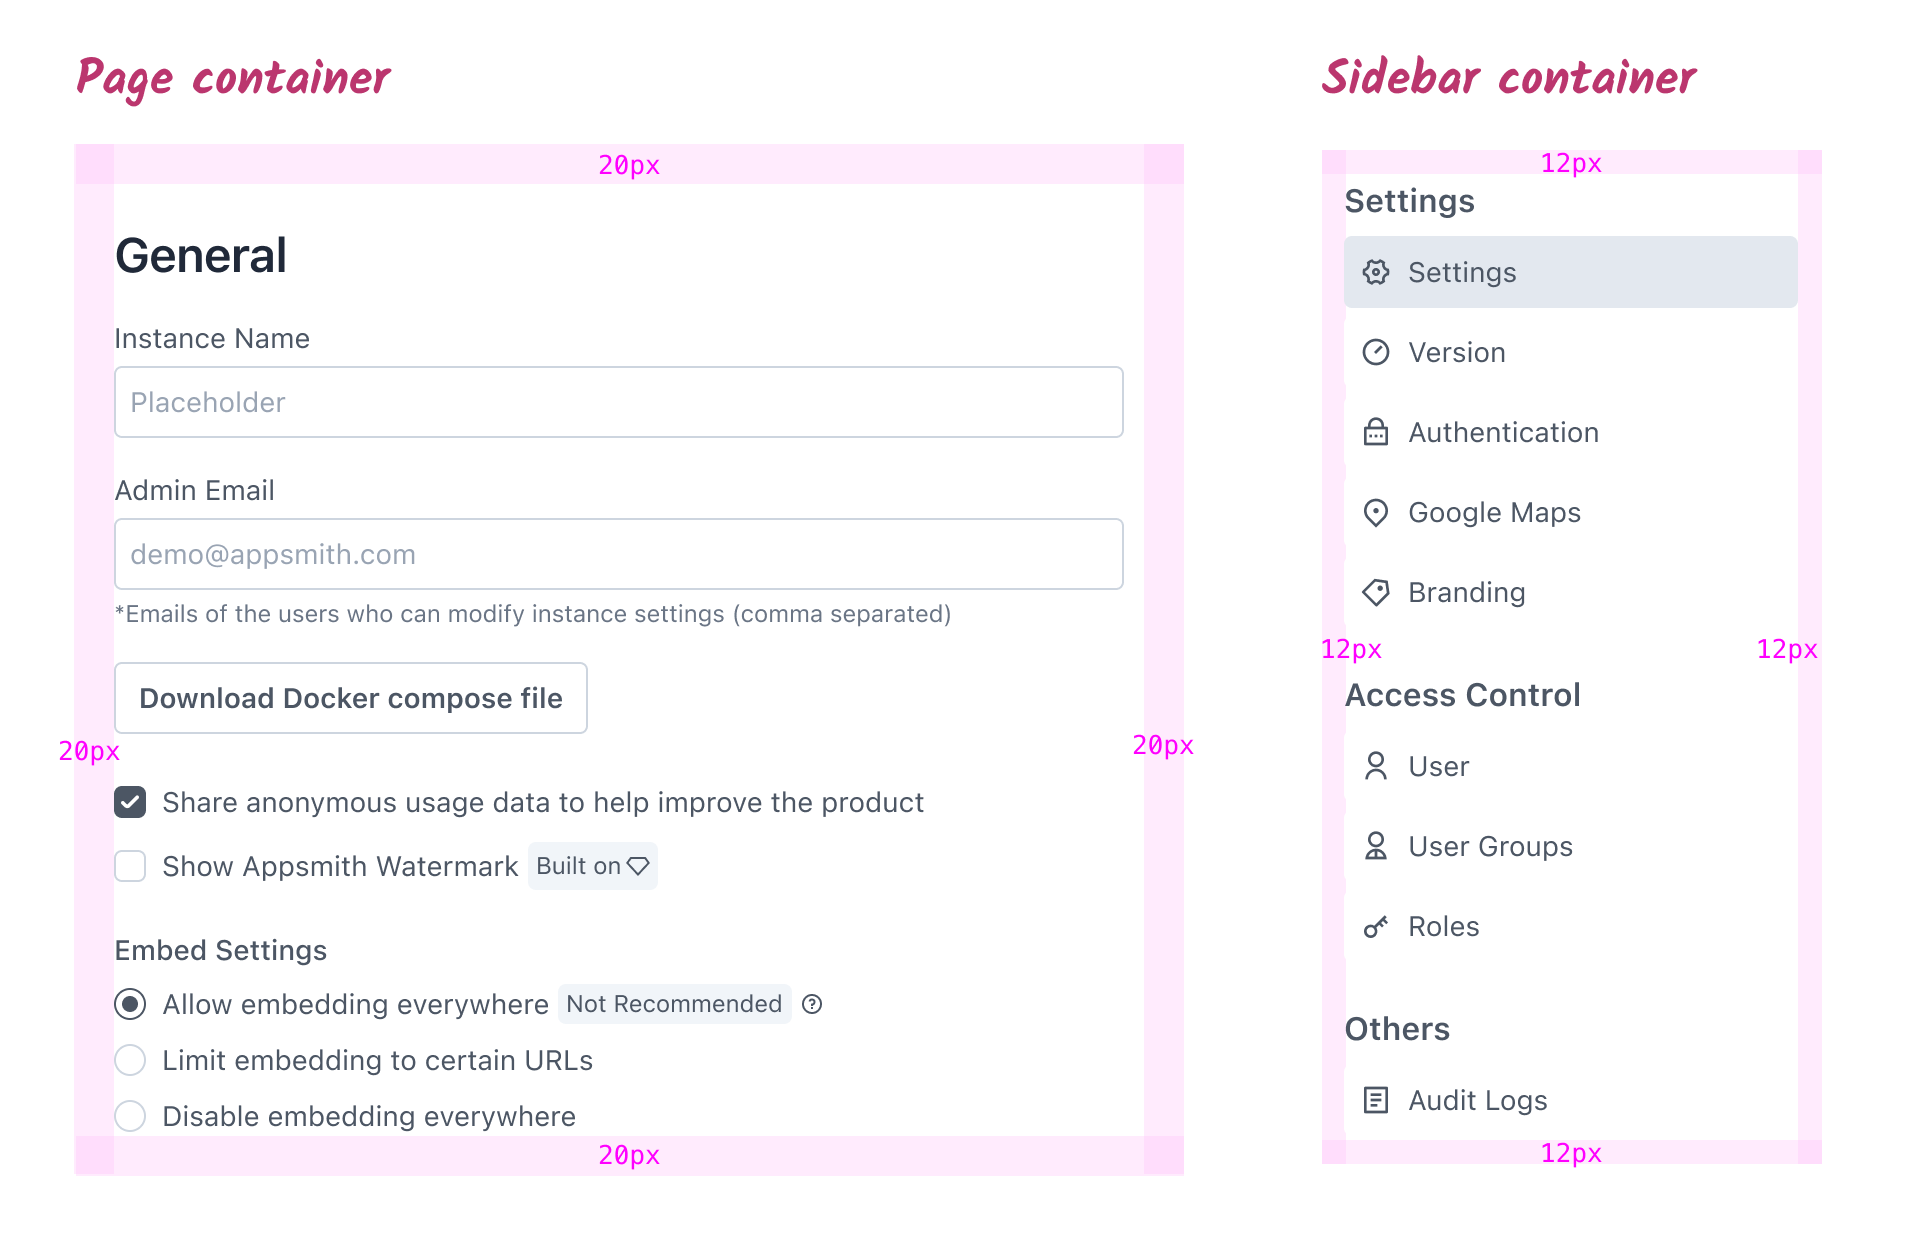 Page container
20px
General
Instance Name
Placeholder
Admin Email
demo@appsmith.com
*Emails of the users who can modify instance settings (comma separated)
Download Docker compose file
20px
20px
Share anonymous usage data to help improve the product
Show Appsmith Watermark Built on
Embed Settings
Allow embedding everywhere Not Recommended
Limit embedding to certain URLs
Disable embedding everywhere
20px
Sidebar container
12px
Settings
Settings
Version
Authentication
Google Maps
Branding
12px
12px
Access Control
User
User Groups
Roles
Others
Audit Logs
12px